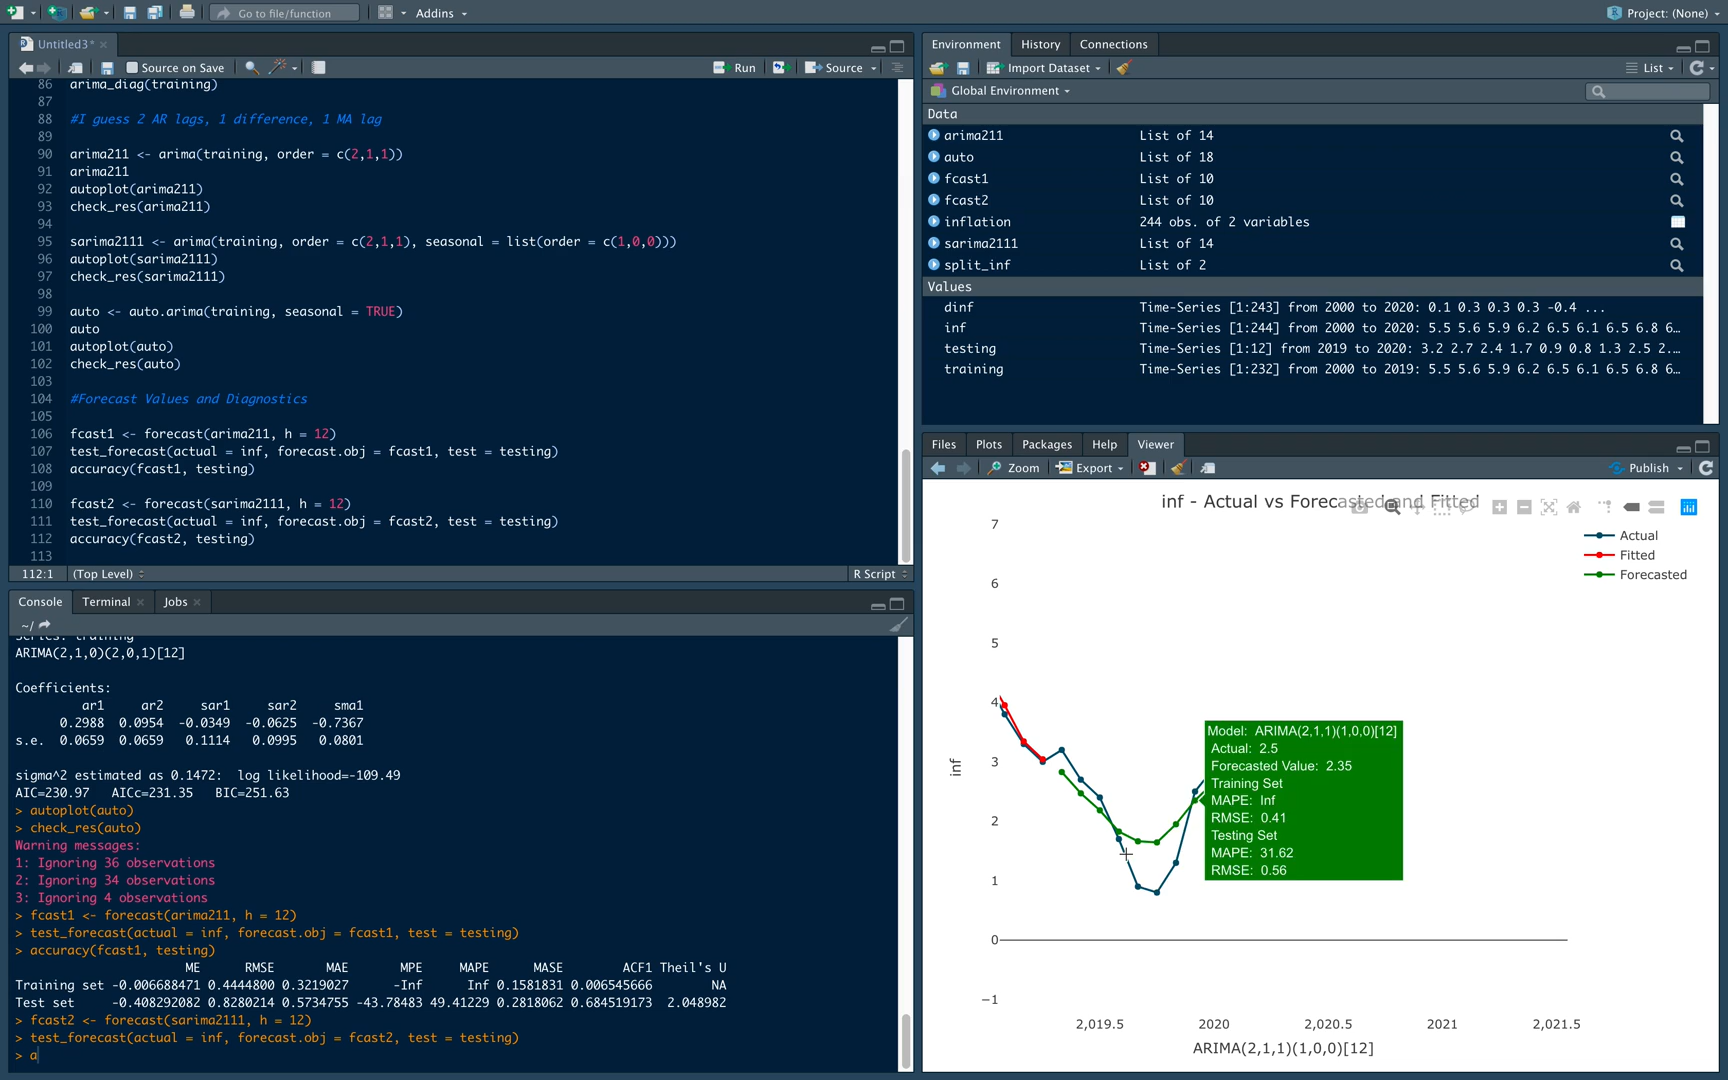 Go to file/function
Addins
Project: (None)
Untitled3*
Source on Save
Run
Source
86 arima_diag(training)
87
88 #I guess 2 AR lags, 1 difference, 1 MA lag
89
90 arima211 <- arima(training, order = c(2,1,1))
91 arima211
92 autoplot(arima211)
93 check_res(arima211)
94
95 sarima2111 <- arima(training, order = c(2,1,1), seasonal = list(order = c(1,0,0)))
96 autoplot(sarima2111)
97 check_res(sarima2111)
98
99 auto <- auto.arima(training, seasonal = TRUE)
100 auto
101 autoplot(auto)
102 check_res(auto)
103
104 #Forecast Values and Diagnostics
105
106 fcast1 <- forecast(arima211, h = 12)
107 test_forecast(actual = inf, forecast.obj = fcast1, test = testing)
108 accuracy(fcast1, testing)
109
110 fcast2 <- forecast(sarima2111, h = 12)
111 test_forecast(actual = inf, forecast.obj = fcast2, test = testing)
112 accuracy(fcast2, testing)
113
112:1 (Top Level) R Script
Console Terminal Jobs
~/
Series: training
ARIMA(2,1,0)(2,0,1)[12]
Coefficients:
ar1 ar2 sar1 sar2 sma1
0.2988 0.0954 -0.0349 -0.0625 -0.7367
s.e. 0.0659 0.0659 0.1114 0.0995 0.0801
sigma^2 estimated as 0.1472: log likelihood=-109.49
AIC=230.97 AICc=231.35 BIC=251.63
> autoplot(auto)
> check_res(auto)
Warning messages:
1: Ignoring 36 observations
2: Ignoring 34 observations
3: Ignoring 4 observations
> fcast1 <- forecast(arima211, h = 12)
> test_forecast(actual = inf, forecast.obj = fcast1, test = testing)
> accuracy(fcast1, testing)
ME RMSE MAE MPE MAPE MASE ACF1 Theil's U
Training set -0.006688471 0.4444800 0.3219027 -Inf Inf 0.1581831 0.006545666 NA
Test set -0.408292082 0.8280214 0.5734755 -43.78483 49.41229 0.2818062 0.684519173 2.048982
> fcast2 <- forecast(sarima2111, h = 12)
> test_forecast(actual = inf, forecast.obj = fcast2, test = testing)
> a
Environment History Connections
Import Dataset
List
Global Environment
Data
arima211 List of 14
auto List of 18
fcast1 List of 10
fcast2 List of 10
inflation 244 obs. of 2 variables
sarima2111 List of 14
split_inf List of 2
Values
dinf Time-Series [1:243] from 2000 to 2020: 0.1 0.3 0.3 0.3 -0.4 ...
inf Time-Series [1:244] from 2000 to 2020: 5.5 5.6 5.9 6.2 6.5 6.1 6.5 6.8 6…
testing Time-Series [1:12] from 2019 to 2020: 3.2 2.7 2.4 1.7 0.9 0.8 1.3 2.5 2.…
training Time-Series [1:232] from 2000 to 2019: 5.5 5.6 5.9 6.2 6.5 6.1 6.5 6.8 6…
Files Plots Packages Help Viewer
Zoom Export Publish
inf - Actual vs Forecasted and Fitted
Actual
Fitted
Forecasted
7
6
5
4
3
2
1
0
−1
inf
Model: ARIMA(2,1,1)(1,0,0)[12]
Actual: 2.5
Forecasted Value: 2.35
Training Set
MAPE: Inf
RMSE: 0.41
Testing Set
MAPE: 31.62
RMSE: 0.56
2,019.5 2020 2,020.5 2021 2,021.5
ARIMA(2,1,1)(1,0,0)[12]